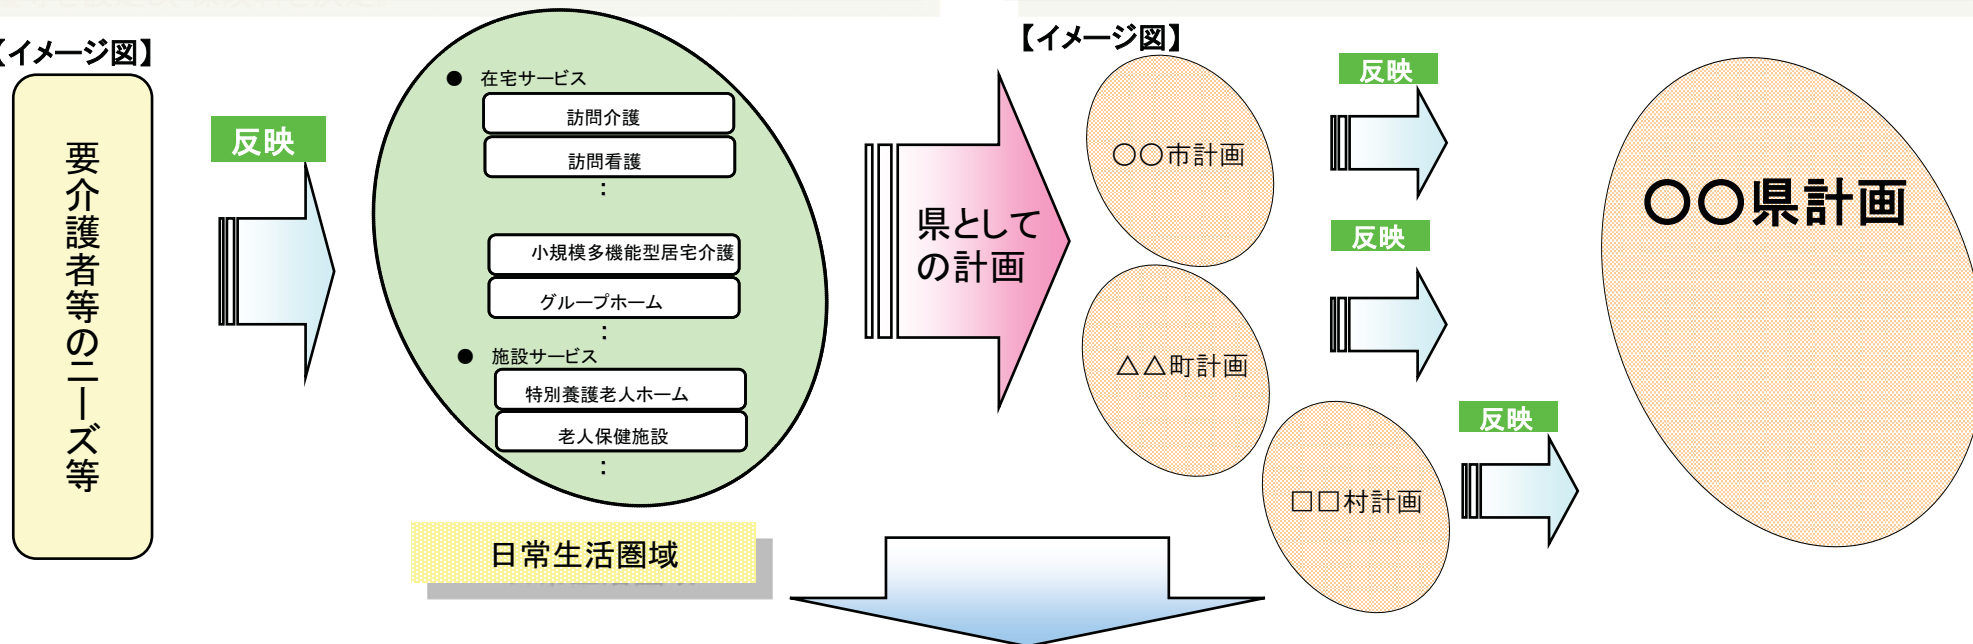 【イメージ図】
要介護者等のニーズ等
反映
● 在宅サービス
訪問介護
訪問看護
：
小規模多機能型居宅介護
グループホーム
：
● 施設サービス
特別養護老人ホーム
老人保健施設
：
日常生活圏域
県として
の計画
【イメージ図】
〇〇市計画
反映
△△町計画
反映
□□村計画
反映
〇〇県計画